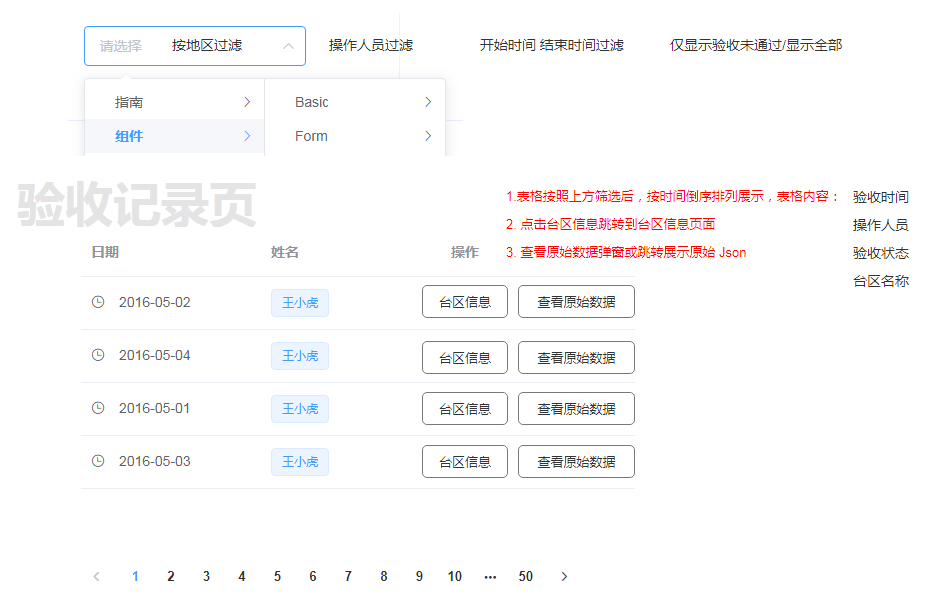 请选择 按地区过滤 操作人员过滤 开始时间 结束时间过滤 仅显示验收未通过/显示全部
指南 Basic
组件 Form
验收记录页
1.表格按照上方筛选后，按时间倒序排列展示，表格内容： 验收时间
2. 点击台区信息跳转到台区信息页面 操作人员
日期 姓名 操作 3. 查看原始数据弹窗或跳转展示原始 Json 验收状态
台区名称
2016-05-02 王小虎 台区信息 查看原始数据
2016-05-04 王小虎 台区信息 查看原始数据
2016-05-01 王小虎 台区信息 查看原始数据
2016-05-03 王小虎 台区信息 查看原始数据
1 2 3 4 5 6 7 8 9 10 ··· 50